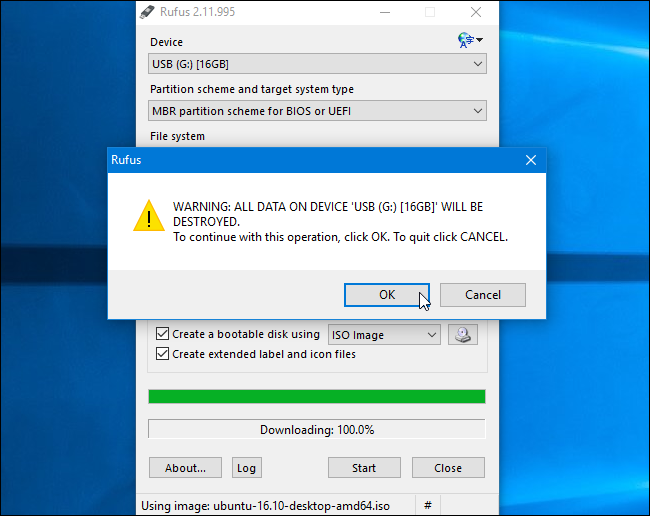 Rufus 2.11.995
Device
USB (G:) [16GB]
Partition scheme and target system type
MBR partition scheme for BIOS or UEFI
File system
Rufus
WARNING: ALL DATA ON DEVICE 'USB (G:) [16GB]' WILL BE
DESTROYED.
To continue with this operation, click OK. To quit click CANCEL.
OK
Cancel
Create a bootable disk using
ISO Image
Create extended label and icon files
Downloading: 100.0%
About...
Log
Start
Close
Using image: ubuntu-16.10-desktop-amd64.iso
#